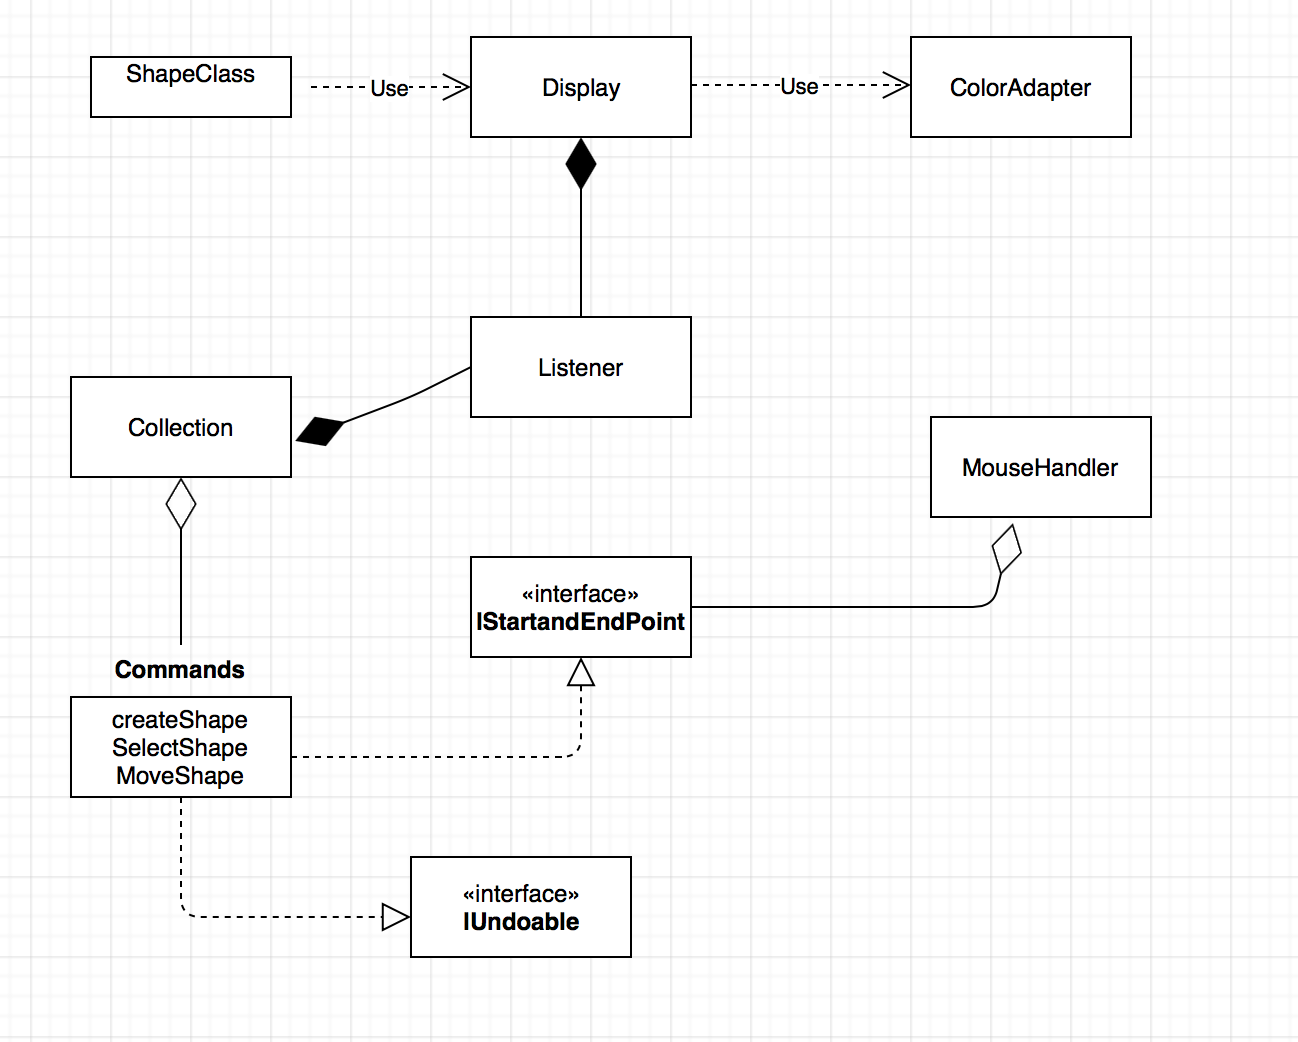 ShapeClass
Use
Display
Use
ColorAdapter
Listener
Collection
MouseHandler
«interface»
IStartandEndPoint
Commands
createShape
SelectShape
MoveShape
«interface»
IUndoable